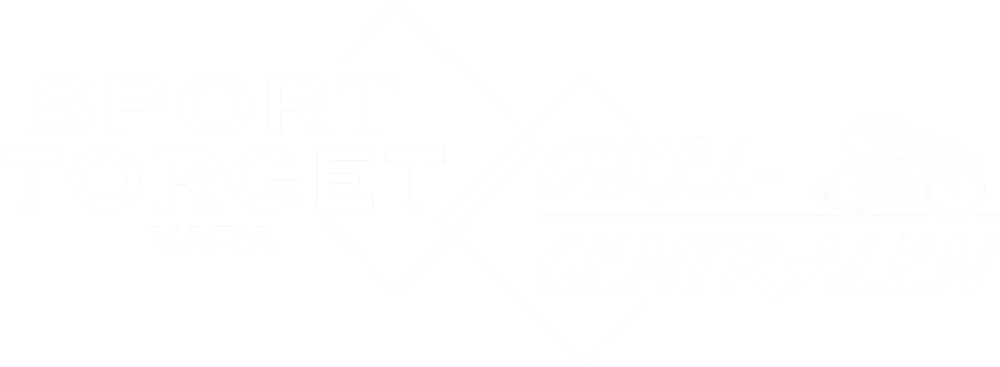 SPORT
TORGET
VARA
CYKEL-
CENTRALEN